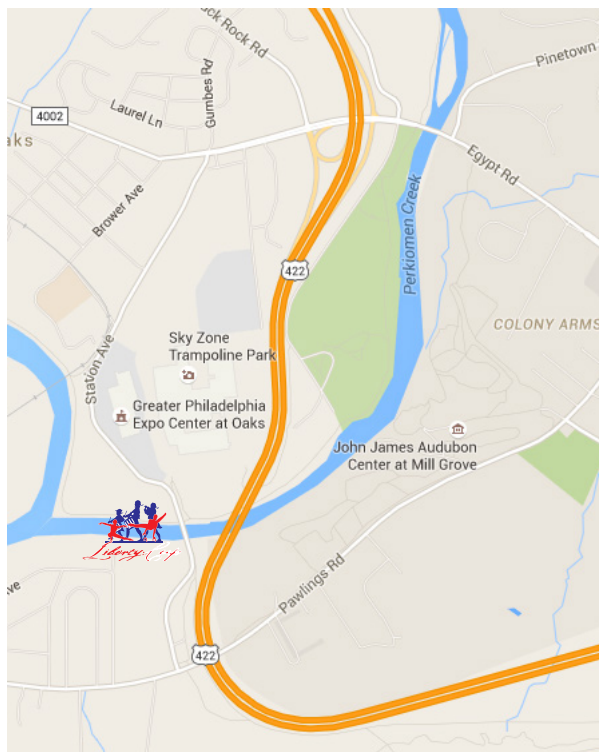 ck Rock Rd
Pinetown
Gumbes Rd
Laurel Ln
4002
aks
Egypt Rd
Brower Ave
Perkiomen Creek
422
COLONY ARMS
Sky Zone
Trampoline Park
Station Ave
Greater Philadelphia
Expo Center at Oaks
John James Audubon
Center at Mill Grove
Liberty
Pawlings Rd
ve
422